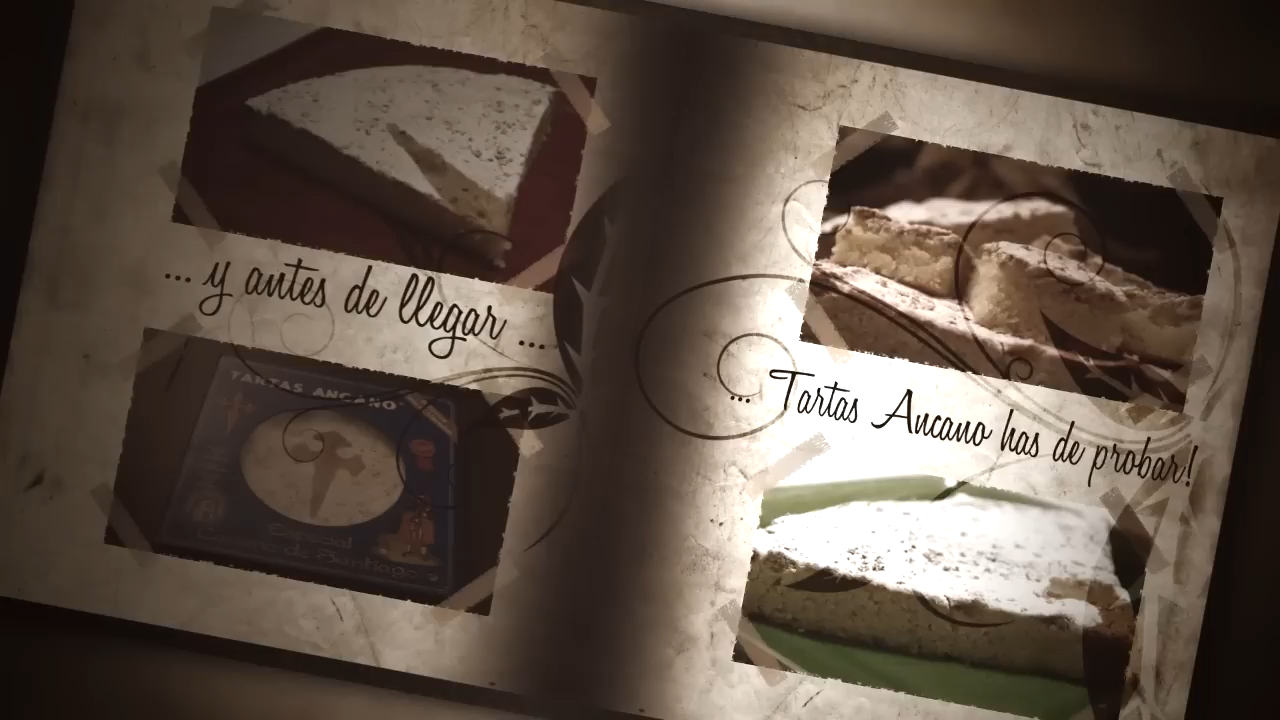 ... y antes de llegar ...
TARTAS ANCANO
Especial
Camino de Santiago
... Tartas Ancano has de probar!